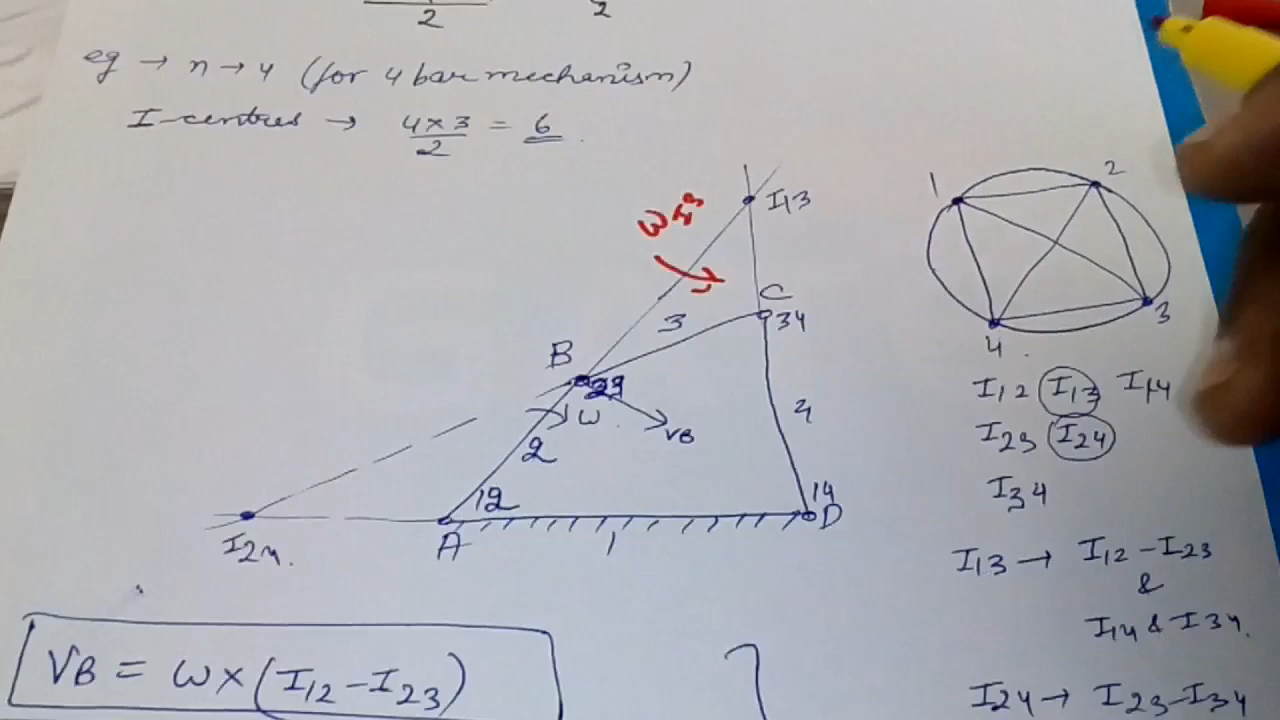 2
2
eg → n → 4 (for 4 bar mechanism)
I-centres → 4 × 3 / 2 = 6
I13
ω
C
34
3
B
23
ω
VB
2
4
12
14
A
D
1
I24
1
2
3
4
I12 I13 I14
I23 I24
I34
I13 → I12 - I23
&
I14 & I34
I24 → I23 - I34
VB = ω × (I12 - I23)